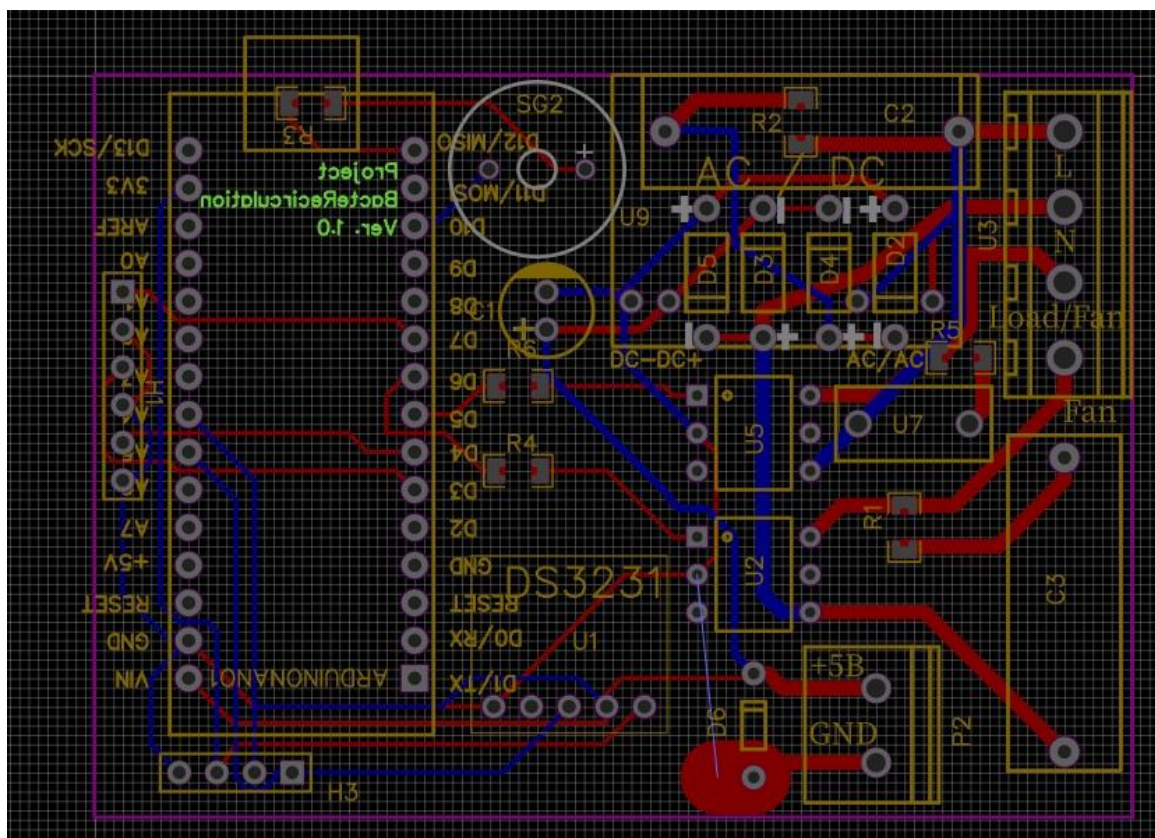 SG2
R3
D13/SCK
3V3
AREF
A0
A7
+5V
RESET
GND
VIN
Project
BacteRecirculation
Ver. 1.0
D12/MISO
D11/MOS
D10
D9
D8
D7
D6
D5
D4
D3
D2
GND
RESET
D0/RX
D1/TX
ARDUINONANO1
H1
H3
C1
+
R6
R4
DS3231
U1
R2
C2
AC
DC
U9
D5
D3
D4
D2
U3
L
N
Load/Fan
Fan
DC-DC+
AC/AC
R5
U5
U7
U2
R1
C3
+5B
GND
P2
D6